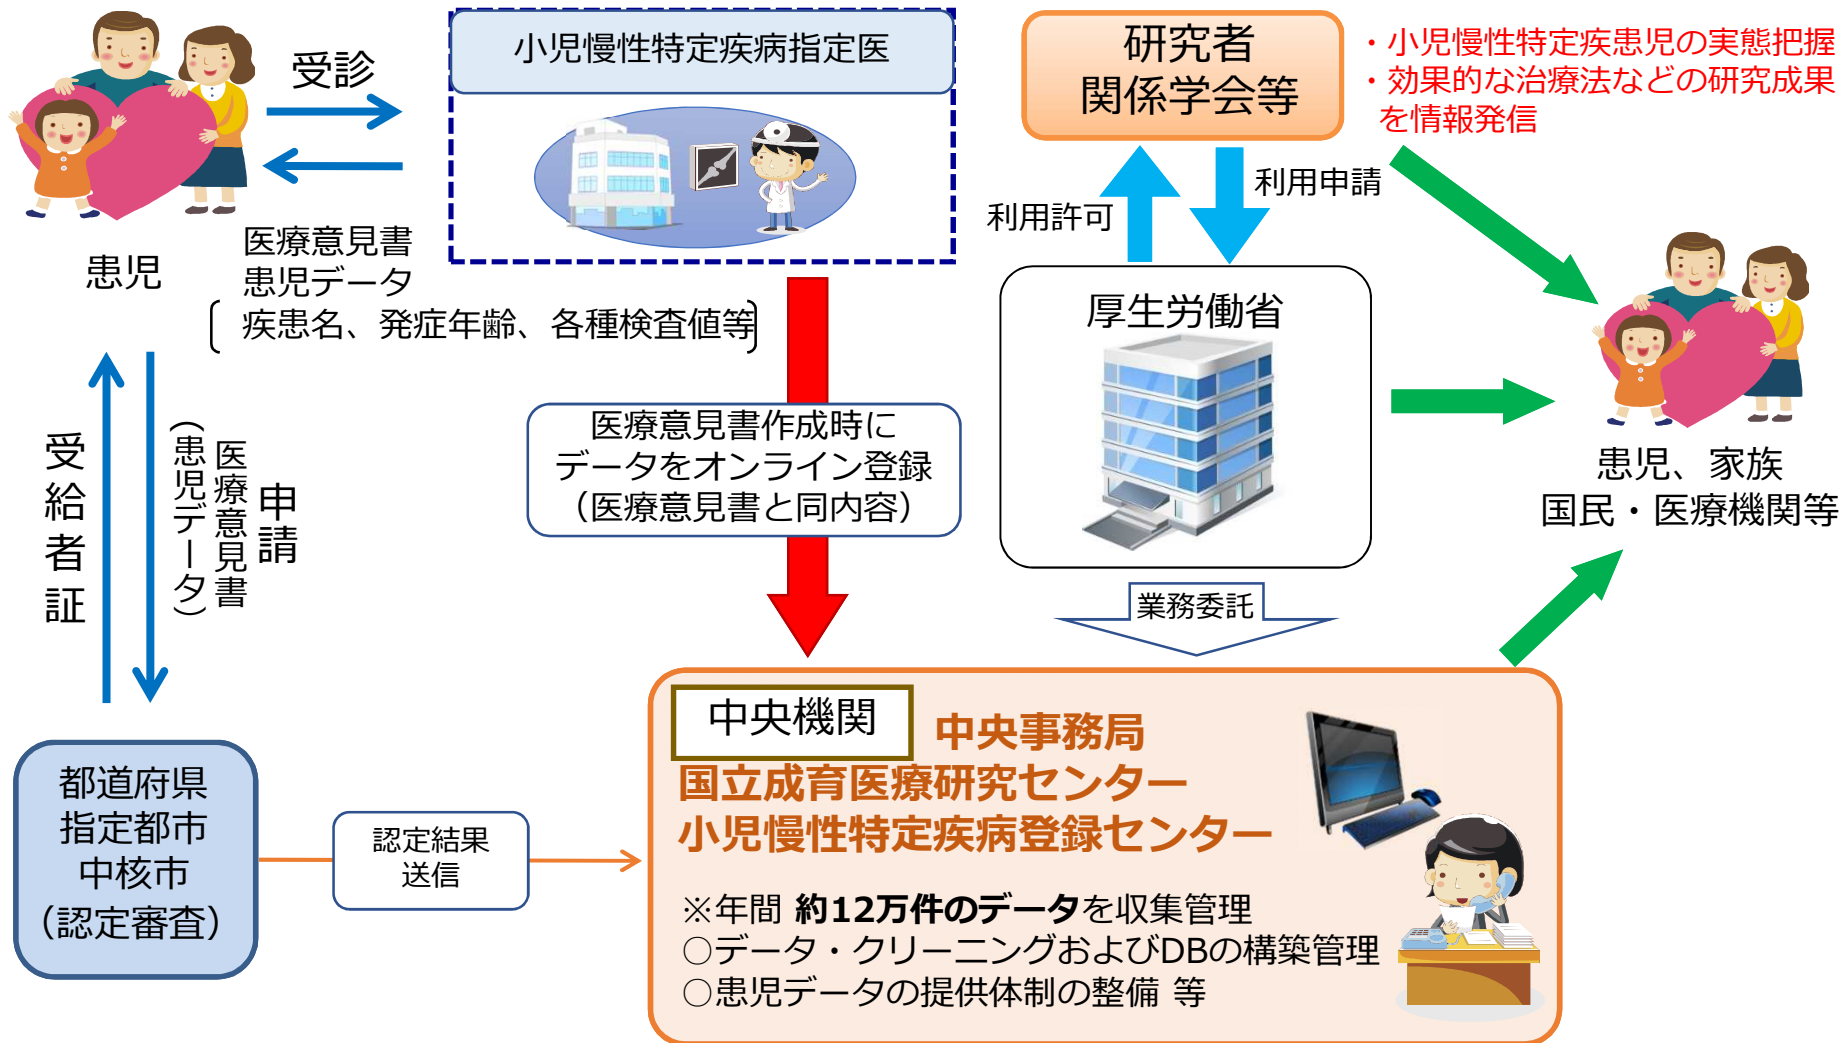 受診
小児慢性特定疾病指定医
研究者
関係学会等
・小児慢性特定疾患児の実態把握
・効果的な治療法などの研究成果
を情報発信
利用許可
利用申請
患児
医療意見書
患児データ
疾患名、発症年齢、各種検査値等
厚生労働省
医療意見書作成時に
データをオンライン登録
（医療意見書と同内容）
患児、家族
国民・医療機関等
受給者証
申請
医療意見書
（患児データ）
業務委託
都道府県
指定都市
中核市
（認定審査）
認定結果
送信
中央機関
中央事務局
国立成育医療研究センター
小児慢性特定疾病登録センター
※年間 約12万件のデータを収集管理
○データ・クリーニングおよびDBの構築管理
○患児データの提供体制の整備 等